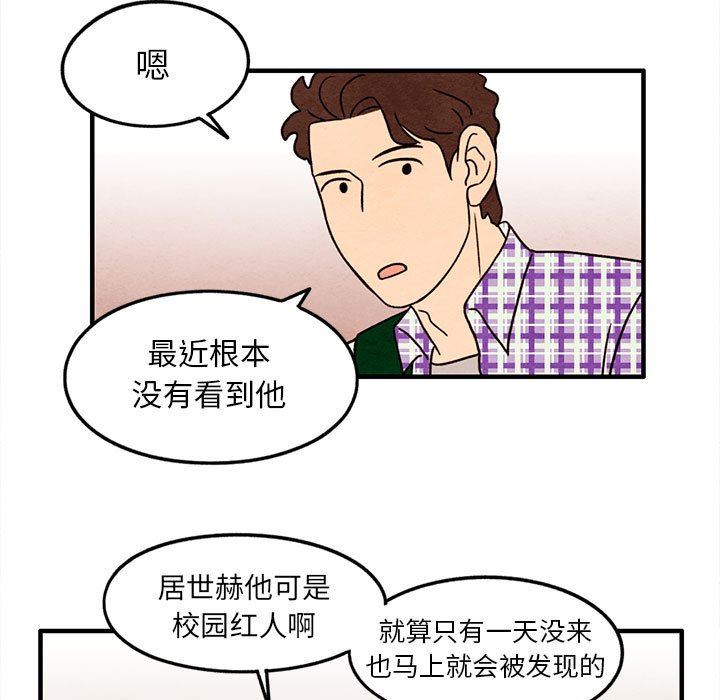 嗯
最近根本
没有看到他
居世赫他可是
校园红人啊
就算只有一天没来
也马上就会被发现的